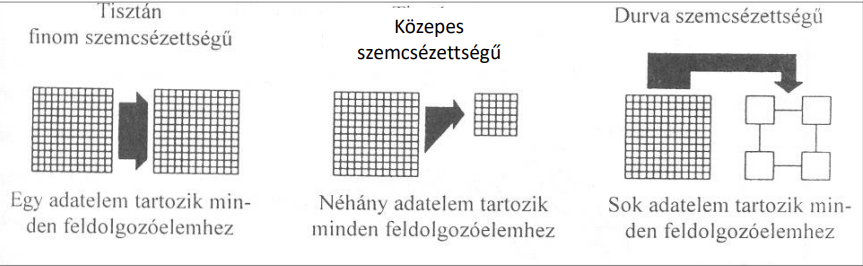 Tisztán
finom szemcsézettségű
Egy adatelem tartozik min-
den feldolgozóelemhez
Közepes
szemcsézettségű
Néhány adatelem tartozik
minden feldolgozóelemhez
Durva szemcsézettségű
Sok adatelem tartozik min-
den feldolgozóelemhez